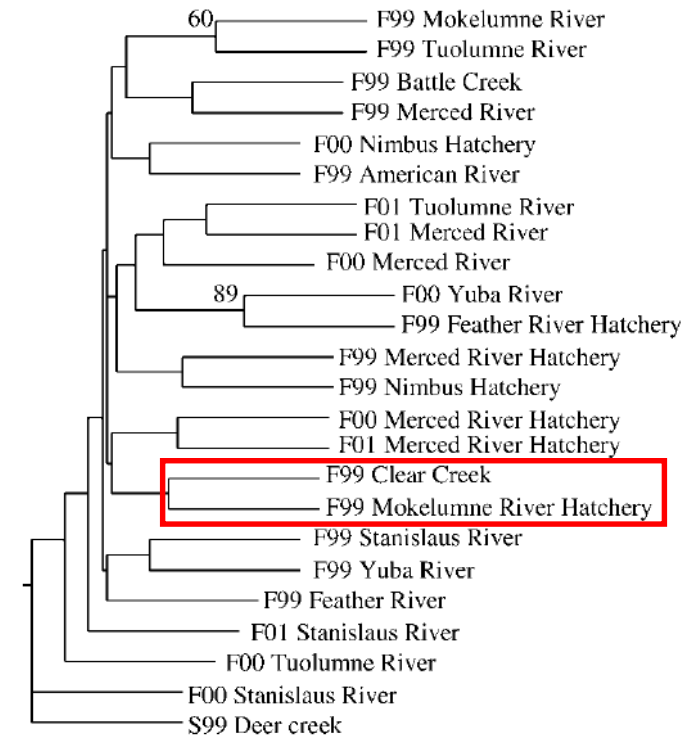 60
F99 Mokelumne River
F99 Tuolumne River
F99 Battle Creek
F99 Merced River
F00 Nimbus Hatchery
F99 American River
F01 Tuolumne River
F01 Merced River
F00 Merced River
89
F00 Yuba River
F99 Feather River Hatchery
F99 Merced River Hatchery
F99 Nimbus Hatchery
F00 Merced River Hatchery
F01 Merced River Hatchery
F99 Clear Creek
F99 Mokelumne River Hatchery
F99 Stanislaus River
F99 Yuba River
F99 Feather River
F01 Stanislaus River
F00 Tuolumne River
F00 Stanislaus River
S99 Deer creek